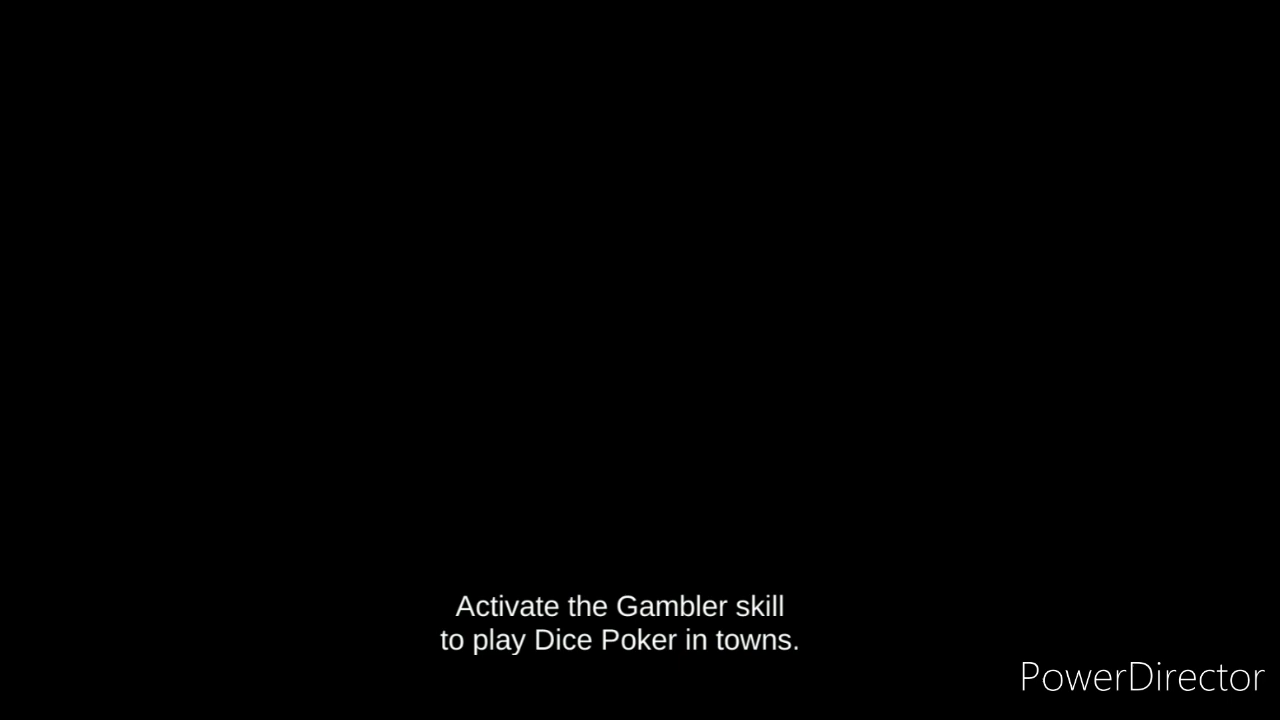 Activate the Gambler skill
to play Dice Poker in towns.
PowerDirector